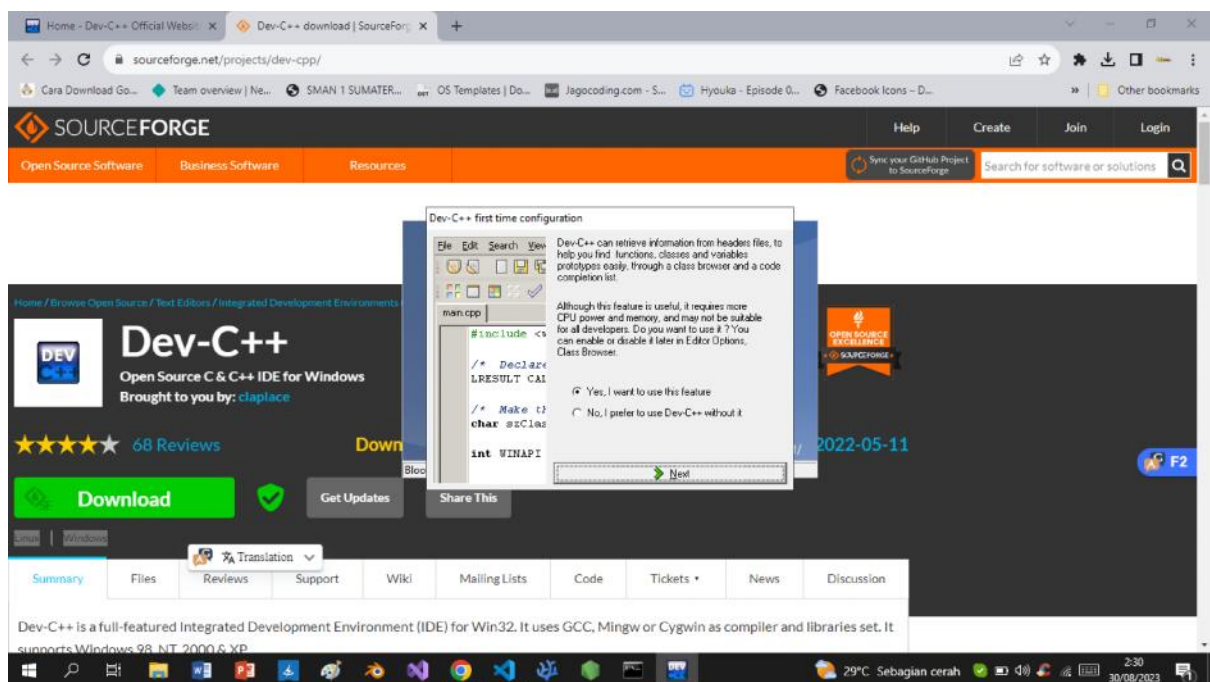 Home - Dev-C++ Official Websit
Dev-C++ download | SourceForg
sourceforge.net/projects/dev-cpp/
Cara Download Go...
Team overview | Ne...
SMAN 1 SUMATER...
OS Templates | Do...
Jagocoding.com - S...
Hyouka - Episode 0...
Facebook Icons – D...
»
Other bookmarks
SOURCEFORGE
Help
Create
Join
Login
Open Source Software
Business Software
Resources
Sync your GitHub Project
to SourceForge
Search for software or solutions
Dev-C++ first time configuration
File Edit Search View
main.cpp
#include <
/* Declare
LRESULT CAL
/* Make th
char szClas
int WINAPI
Dev-C++ can retrieve information from headers files, to
help you find functions, classes and variables
prototypes easily, through a class browser and a code
completion list.
Although this feature is useful, it requires more
CPU power and memory, and may not be suitable
for all developers. Do you want to use it ? You
can enable or disable it later in Editor Options,
Class Browser.
Yes, I want to use this feature
No, I prefer to use Dev-C++ without it
Next
Home / Browse Open Source / Text Editors / Integrated Development Environments
DEV
C++
Dev-C++
Open Source C & C++ IDE for Windows
Brought to you by: claplace
OPEN SOURCE
EXCELLENCE
SOURCEFORGE
68 Reviews
Down
2022-05-11
Bloo
F2
Download
Get Updates
Share This
Linux | Windows
Translation
Summary
Files
Reviews
Support
Wiki
Mailing Lists
Code
Tickets
News
Discussion
Dev-C++ is a full-featured Integrated Development Environment (IDE) for Win32. It uses GCC, Mingw or Cygwin as compiler and libraries set. It
supports Windows 98, NT, 2000 & XP.
DEV
29°C Sebagian cerah
2:30
30/08/2023